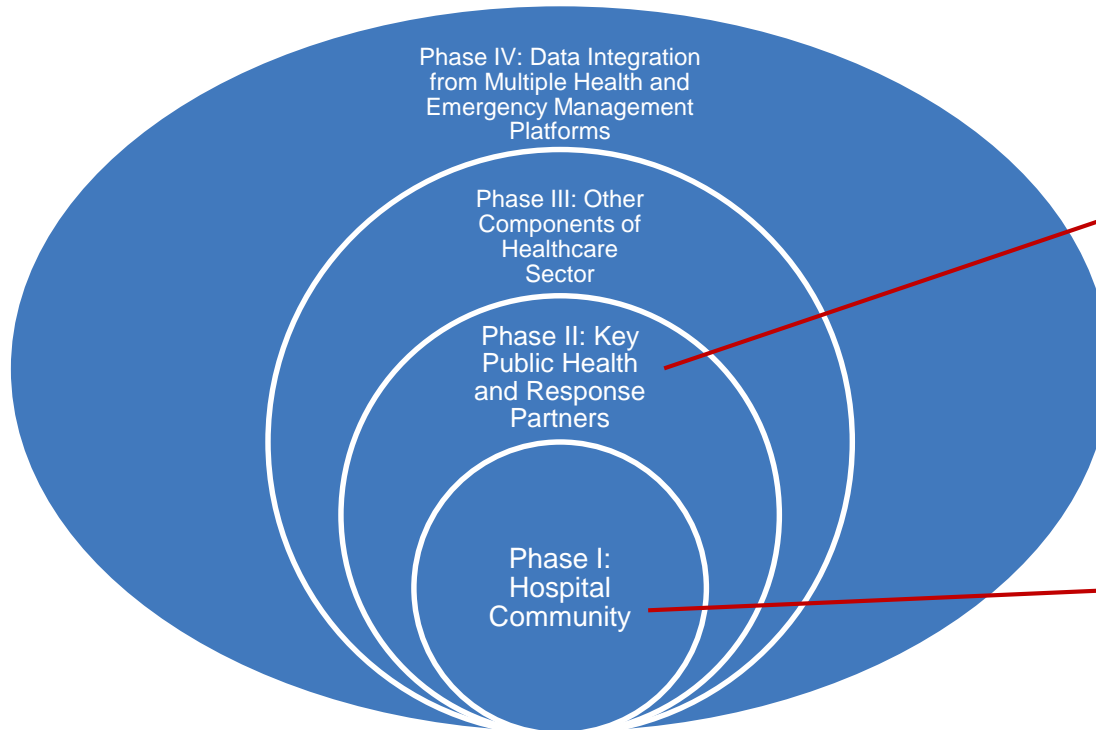 Phase IV: Data Integration
from Multiple Health and
Emergency Management
Platforms
Phase III: Other
Components of
Healthcare
Sector
Phase II: Key
Public Health
and Response
Partners
Phase I:
Hospital
Community